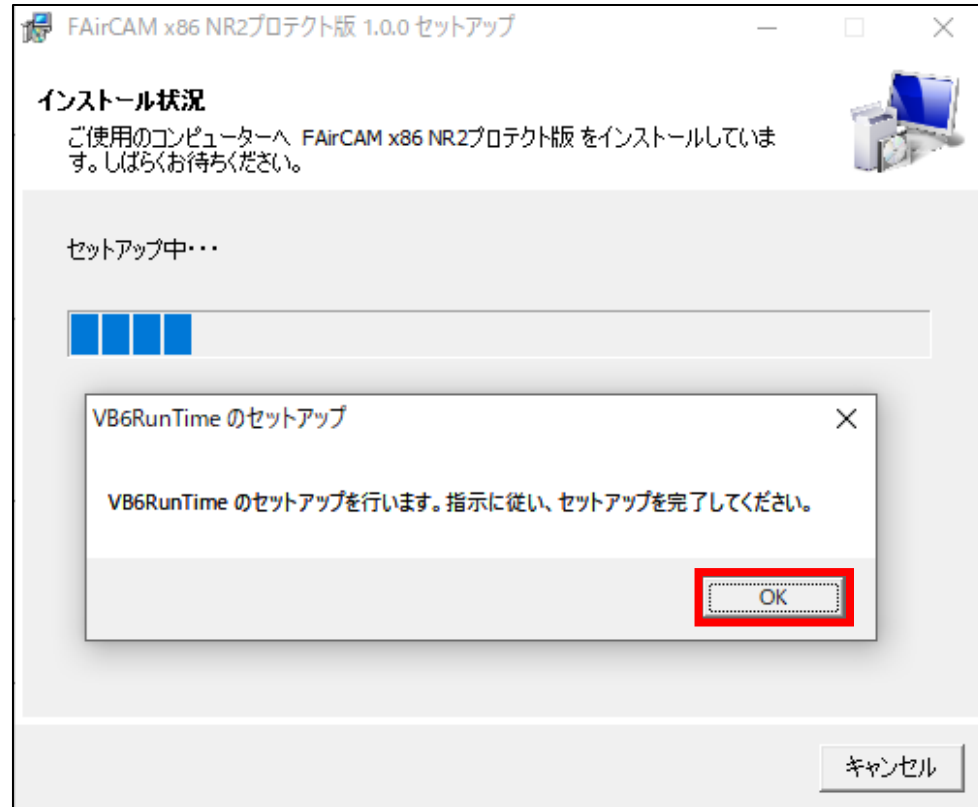 FAirCAM x86 NR2プロテクト版 1.0.0 セットアップ
インストール状況
ご使用のコンピューターへ FAirCAM x86 NR2プロテクト版 をインストールしていま
す。しばらくお待ちください。
セットアップ中・・・
VB6RunTime のセットアップ
VB6RunTime のセットアップを行います。指示に従い、セットアップを完了してください。
OK
キャンセル